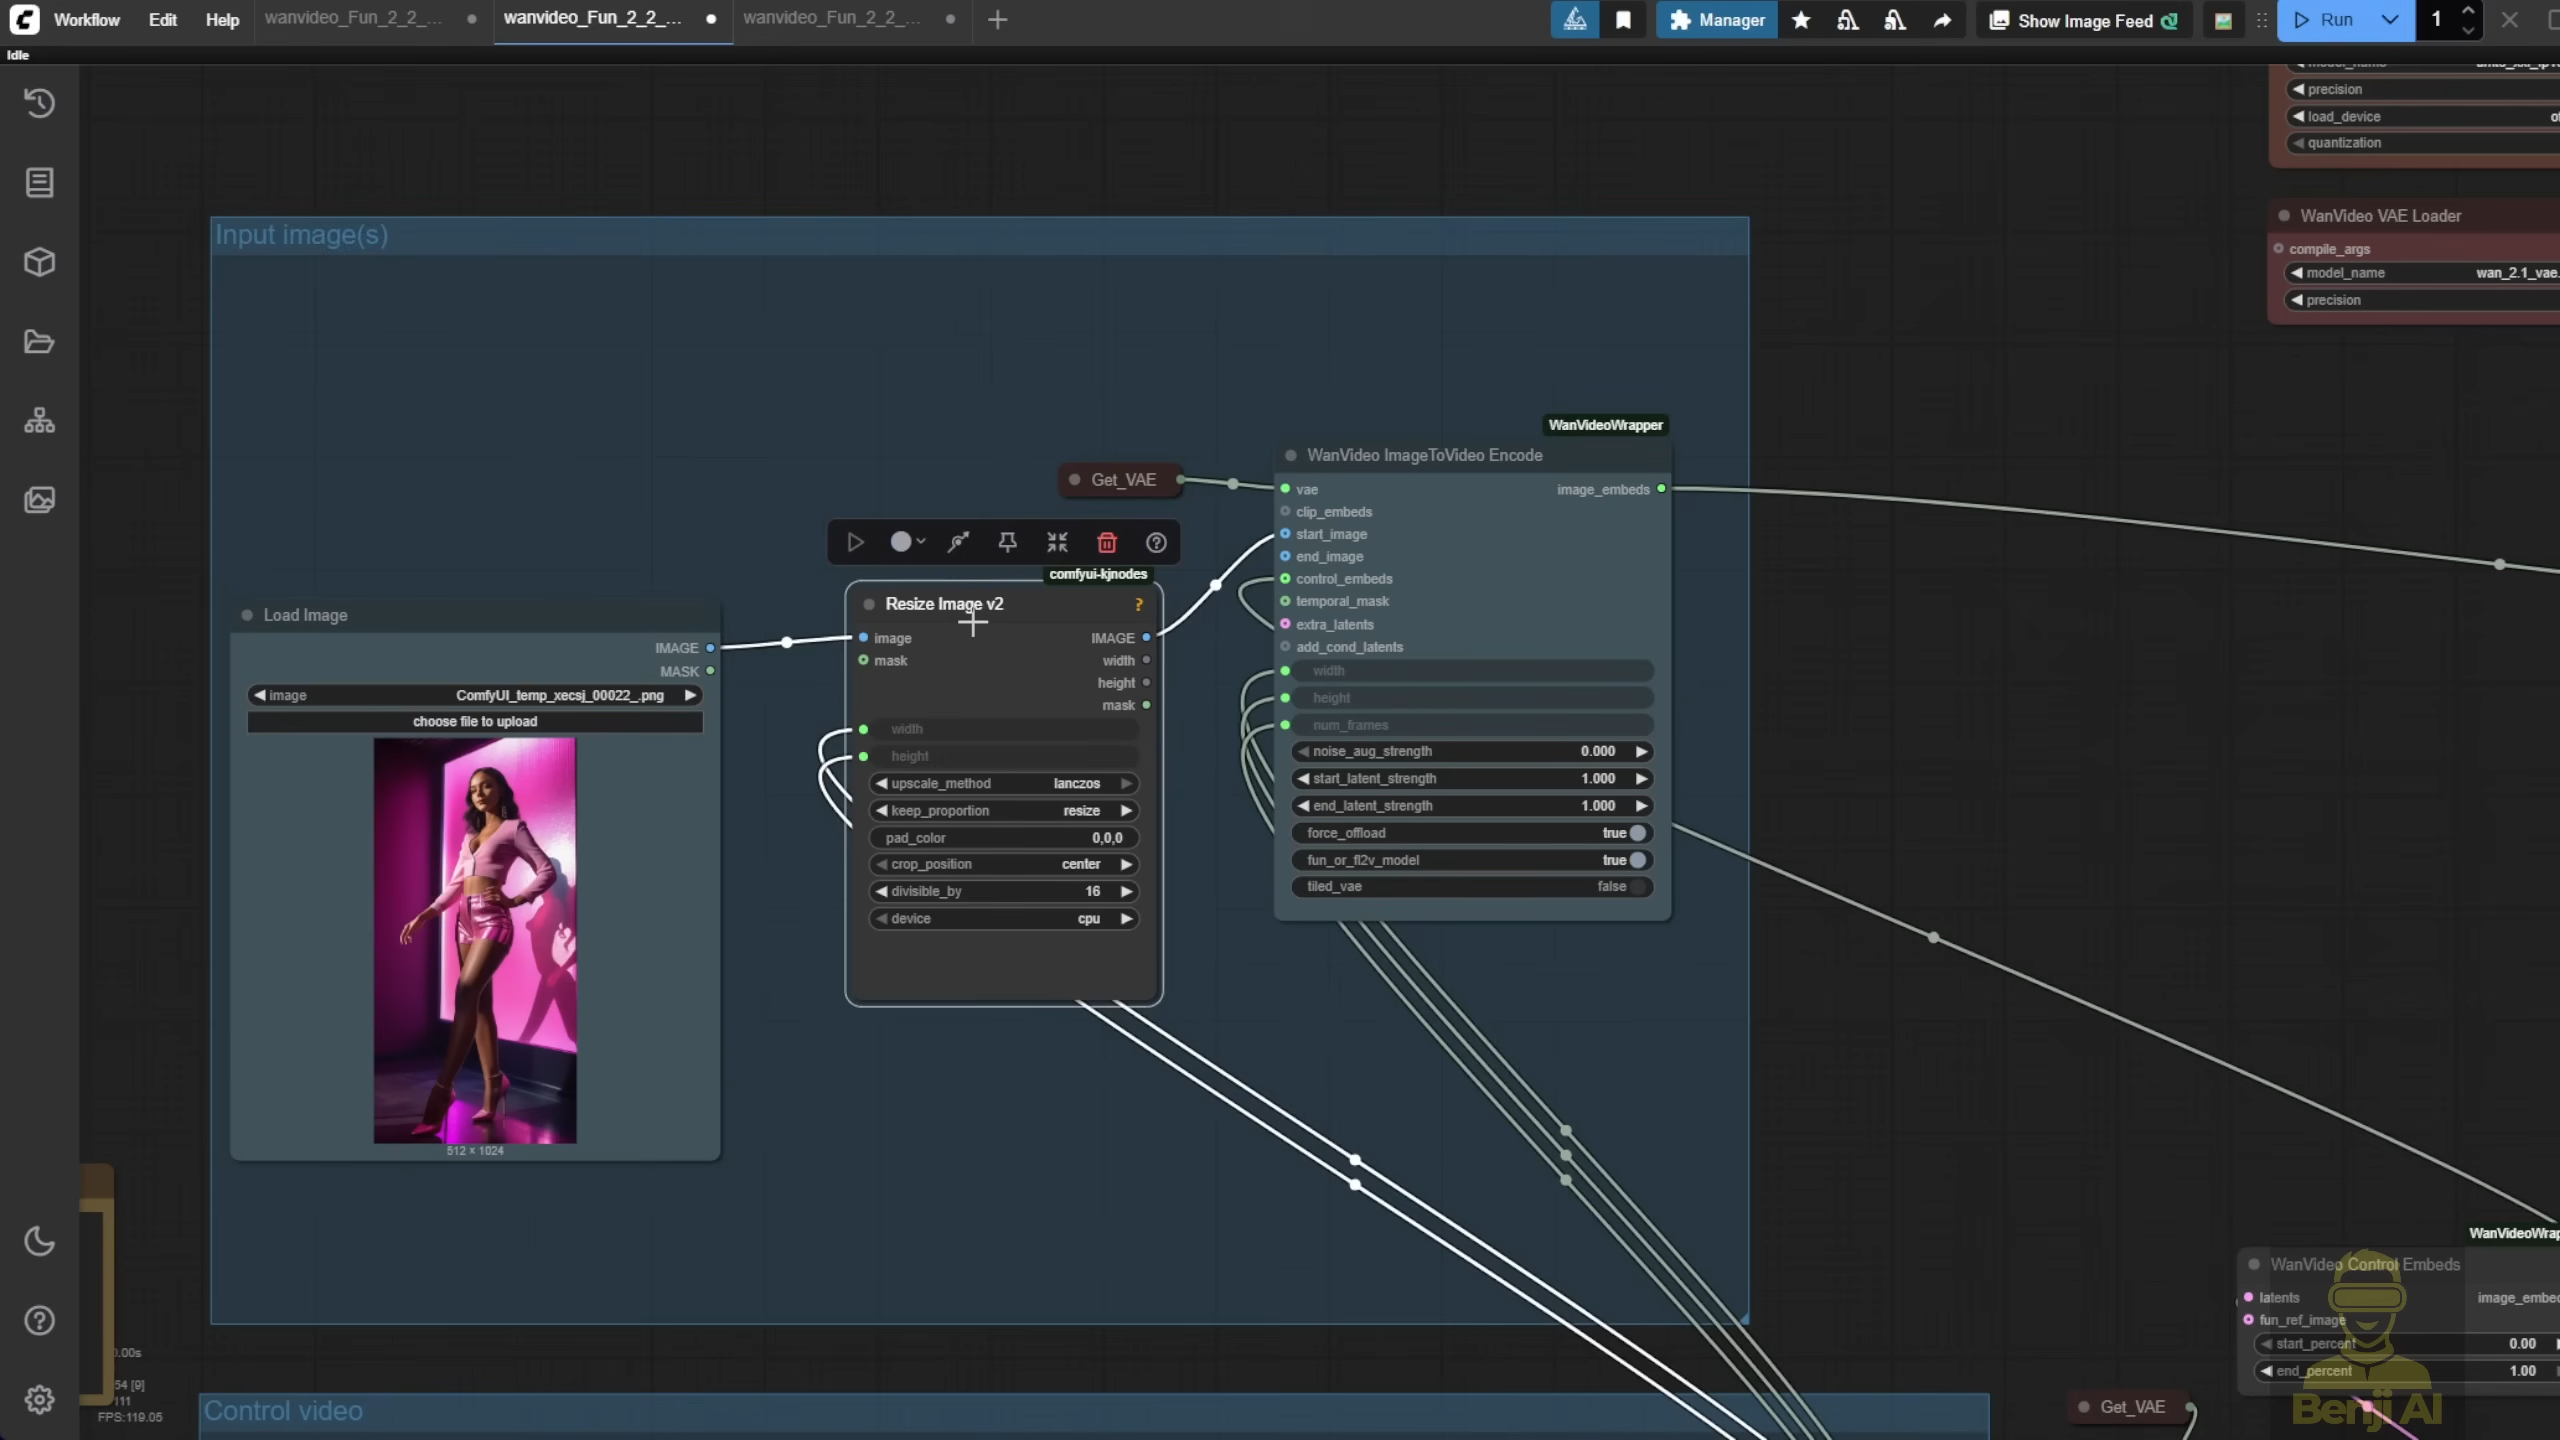 Workflow
Edit
Help
wanvideo_Fun_2_2_...
wanvideo_Fun_2_2_...
wanvideo_Fun_2_2_...
Manager
Show Image Feed
Run
1
Idle
precision
load_device
quantization
WanVideo VAE Loader
compile_args
model_name wan_2.1_vae.
precision
Input image(s)
WanVideoWrapper
WanVideo ImageToVideo Encode
Get_VAE
vae image_embeds
clip_embeds
start_image
end_image
control_embeds
temporal_mask
extra_latents
add_cond_latents
width
height
num_frames
noise_aug_strength 0.000
start_latent_strength 1.000
end_latent_strength 1.000
force_offload true
fun_or_fl2v_model true
tiled_vae false
comfyui-kjnodes
Resize Image v2 ?
image IMAGE
mask width
height
mask
width
height
upscale_method lanczos
keep_proportion resize
pad_color 0,0,0
crop_position center
divisible_by 16
device cpu
Load Image
IMAGE
MASK
image ComfyUI_temp_xecsj_00022_.png
choose file to upload
512 × 1024
WanVideoWrap
WanVideo Control Embeds
latents image_embed
fun_ref_image
start_percent 0.00
end_percent 1.00
Get_VAE
Benji AI
54 [9]
111
FPS:119.05
Control video